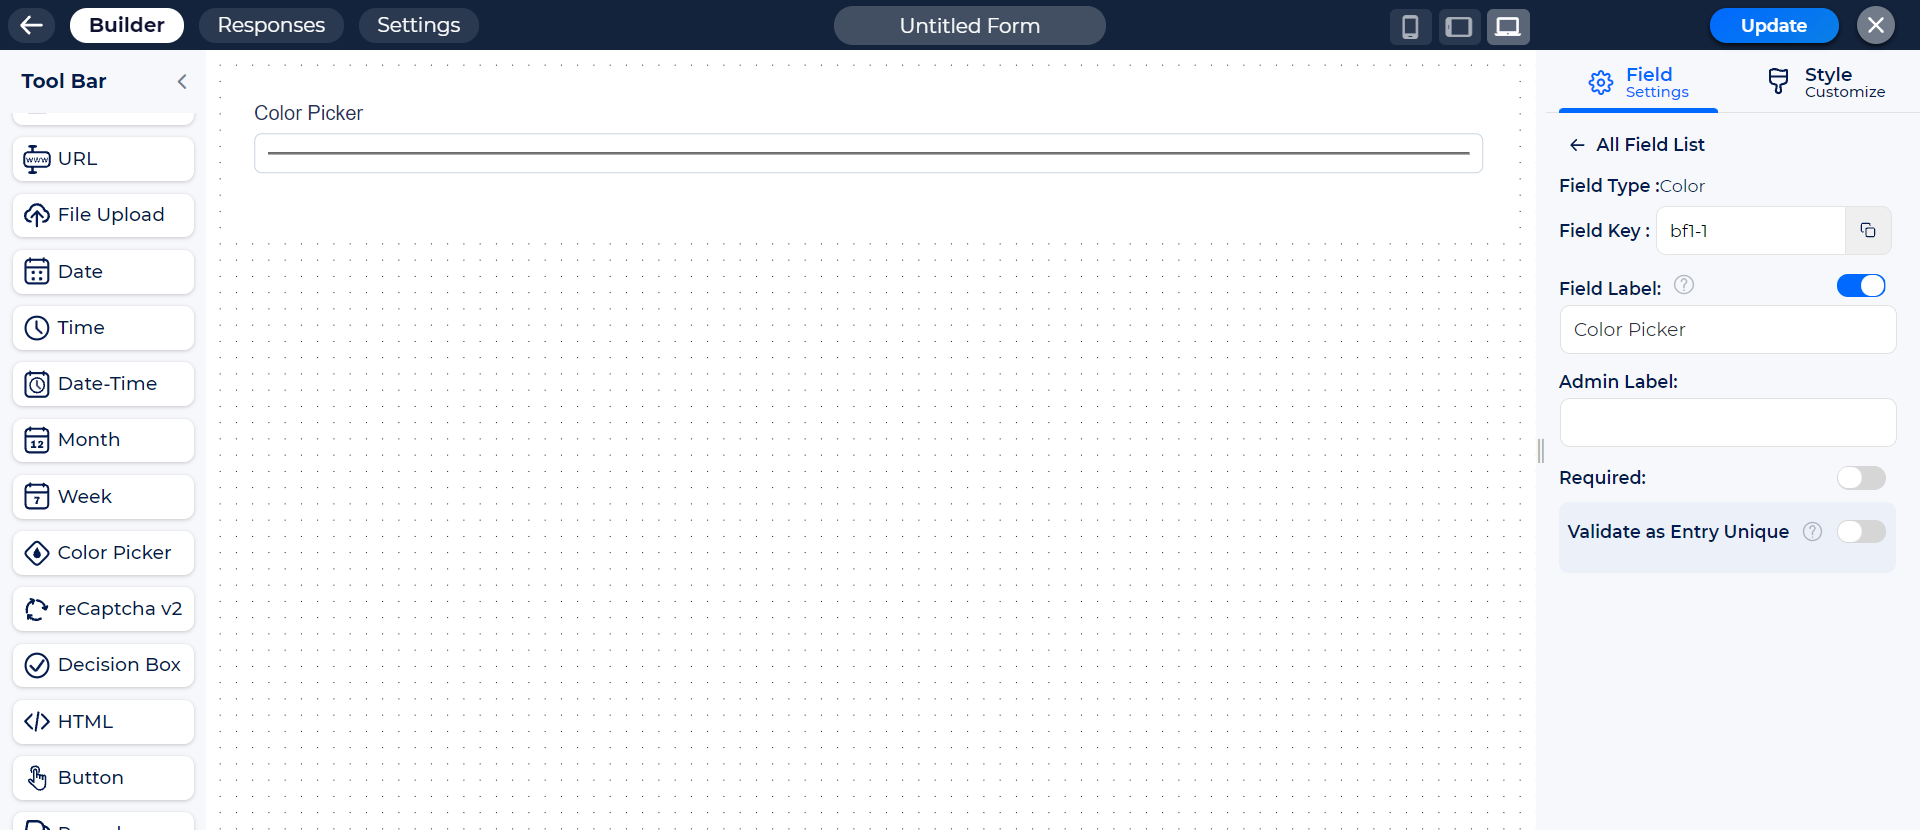 Builder
Responses
Settings
Untitled Form
Update
Tool Bar
URL
File Upload
Date
Time
Date-Time
Month
Week
Color Picker
reCaptcha v2
Decision Box
HTML
Button
Color Picker
Field
Settings
Style
Customize
All Field List
Field Type :Color
Field Key : bf1-1
Field Label:
Color Picker
Admin Label:
Required:
Validate as Entry Unique